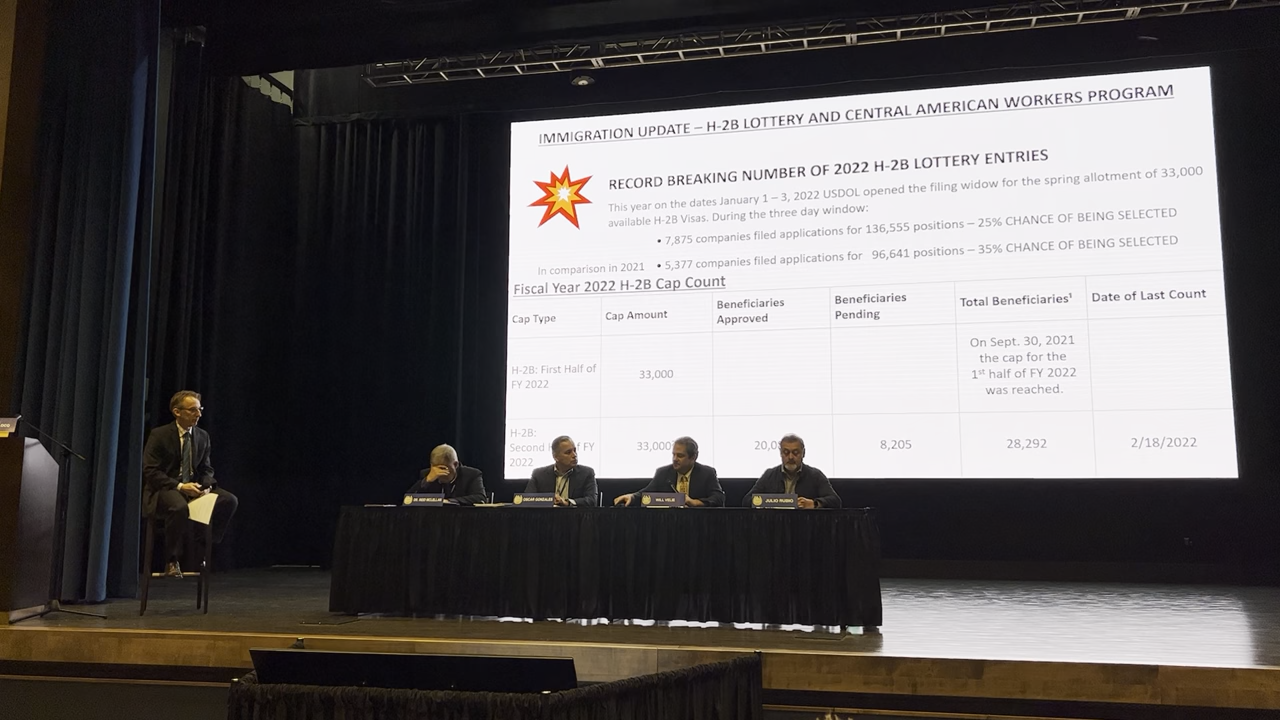 IMMIGRATION UPDATE – H-2B LOTTERY AND CENTRAL AMERICAN WORKERS PROGRAM
RECORD BREAKING NUMBER OF 2022 H-2B LOTTERY ENTRIES
This year on the dates January 1 – 3, 2022 USDOL opened the filing widow for the spring allotment of 33,000
available H-2B Visas. During the three day window:
• 7,875 companies filed applications for 136,555 positions – 25% CHANCE OF BEING SELECTED
In comparison in 2021 • 5,377 companies filed applications for 96,641 positions – 35% CHANCE OF BEING SELECTED
Fiscal Year 2022 H-2B Cap Count
Cap Type
Cap Amount
Beneficiaries
Approved
Beneficiaries
Pending
Total Beneficiaries¹
Date of Last Count
H-2B: First Half of
FY 2022
33,000
On Sept. 30, 2021
the cap for the
1st half of FY 2022
was reached.
H-2B:
Second of FY
2022
33,000
8,205
28,292
2/18/2022
OSCAR GONZALES
WILL VELIE
JULIO RUBIO